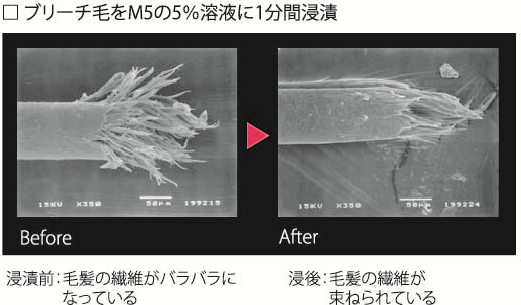 □ ブリーチ毛をM5の5%溶液に1分間浸漬
15KV X350 50μm 199215
15KV X350 50μm 199224
Before
After
浸漬前：毛髪の繊維がバラバラに
なっている
浸後：毛髪の繊維が
束ねられている